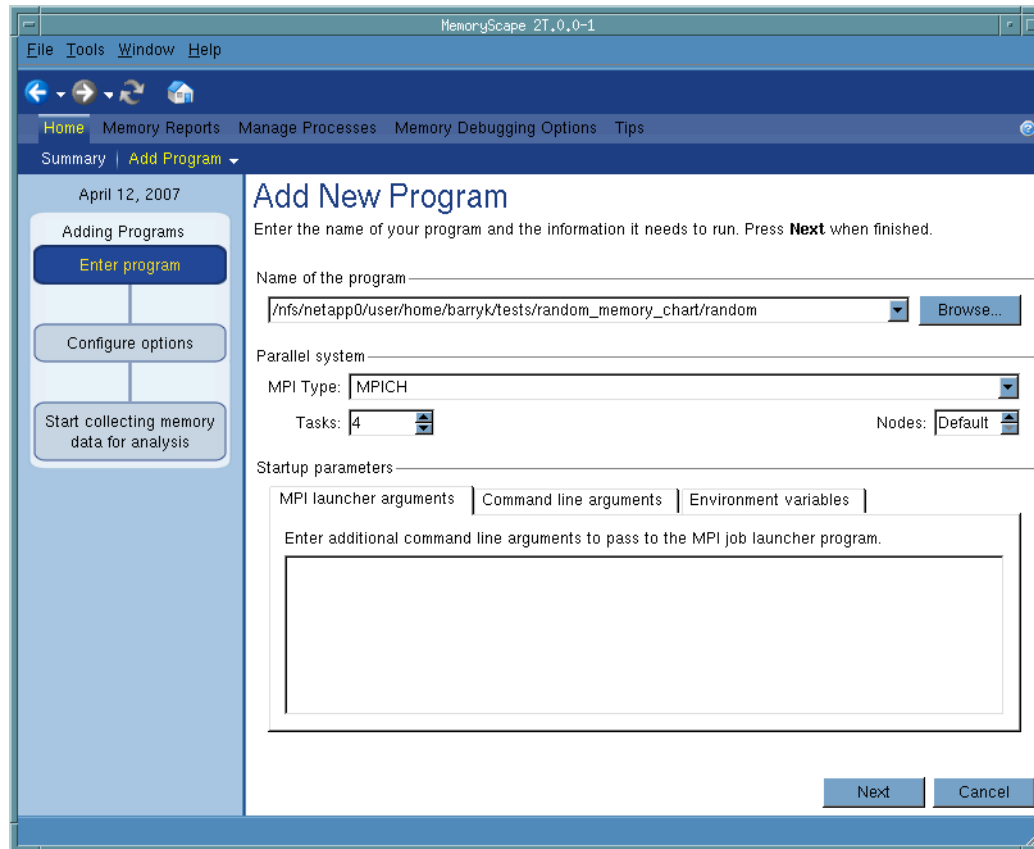 MemoryScape 2T.0.0-1
File Tools Window Help
Home Memory Reports Manage Processes Memory Debugging Options Tips
Summary | Add Program
April 12, 2007
Adding Programs
Enter program
Configure options
Start collecting memory
data for analysis
Add New Program
Enter the name of your program and the information it needs to run. Press Next when finished.
Name of the program
/nfs/netapp0/user/home/barryk/tests/random_memory_chart/random
Browse...
Parallel system
MPI Type: MPICH
Tasks: 4 Nodes: Default
Startup parameters
MPI launcher arguments Command line arguments Environment variables
Enter additional command line arguments to pass to the MPI job launcher program.
Next Cancel